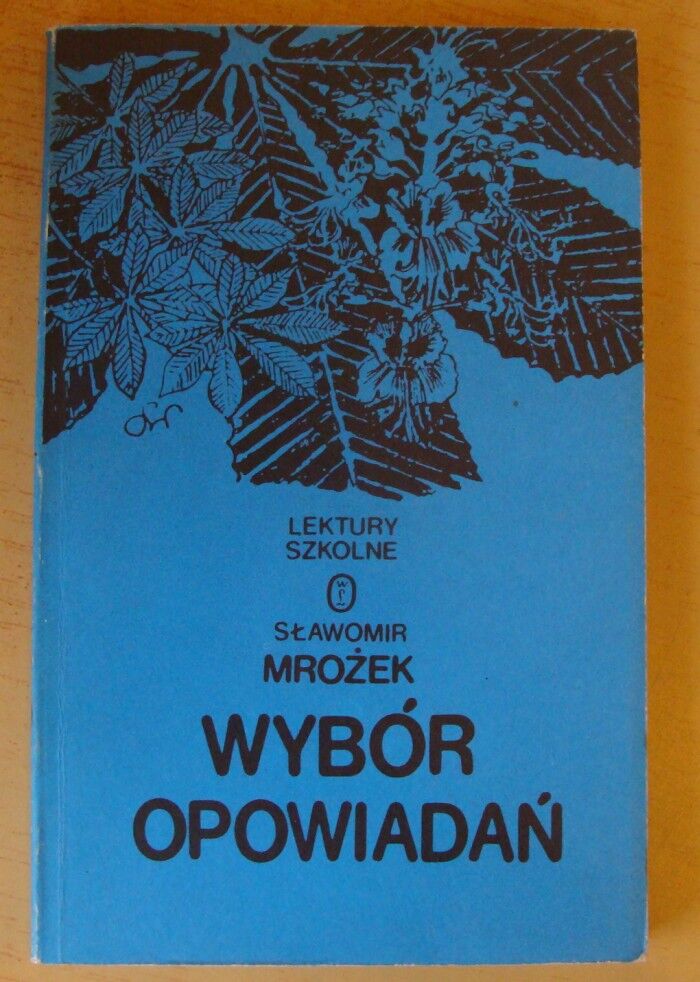 LEKTURY
SZKOLNE
SŁAWOMIR
MROŻEK
WYBÓR
OPOWIADAŃ